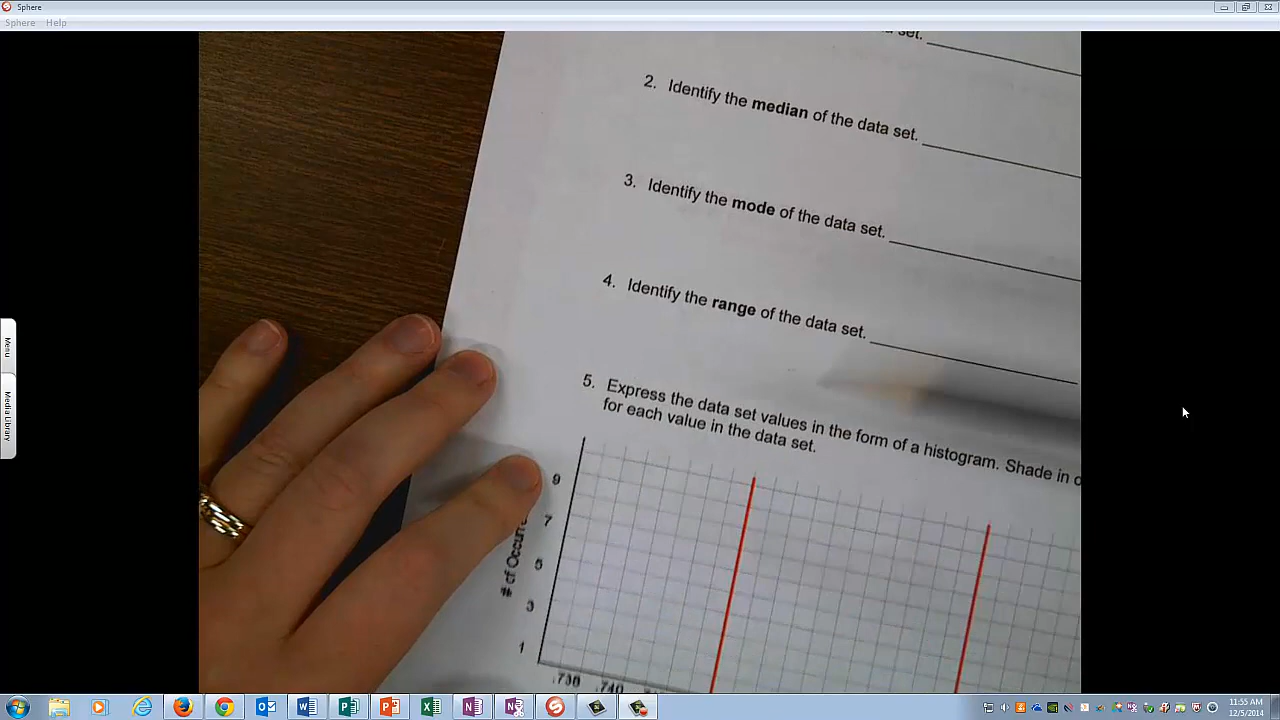 Sphere
Sphere Help
set.
2. Identify the median of the data set.
3. Identify the mode of the data set.
4. Identify the range of the data set.
5. Express the data set values in the form of a histogram. Shade in
for each value in the data set.
9
7
5
3
1
# of Occurr
.730 .740
Menu
Media Library
11:55 AM
12/5/2014